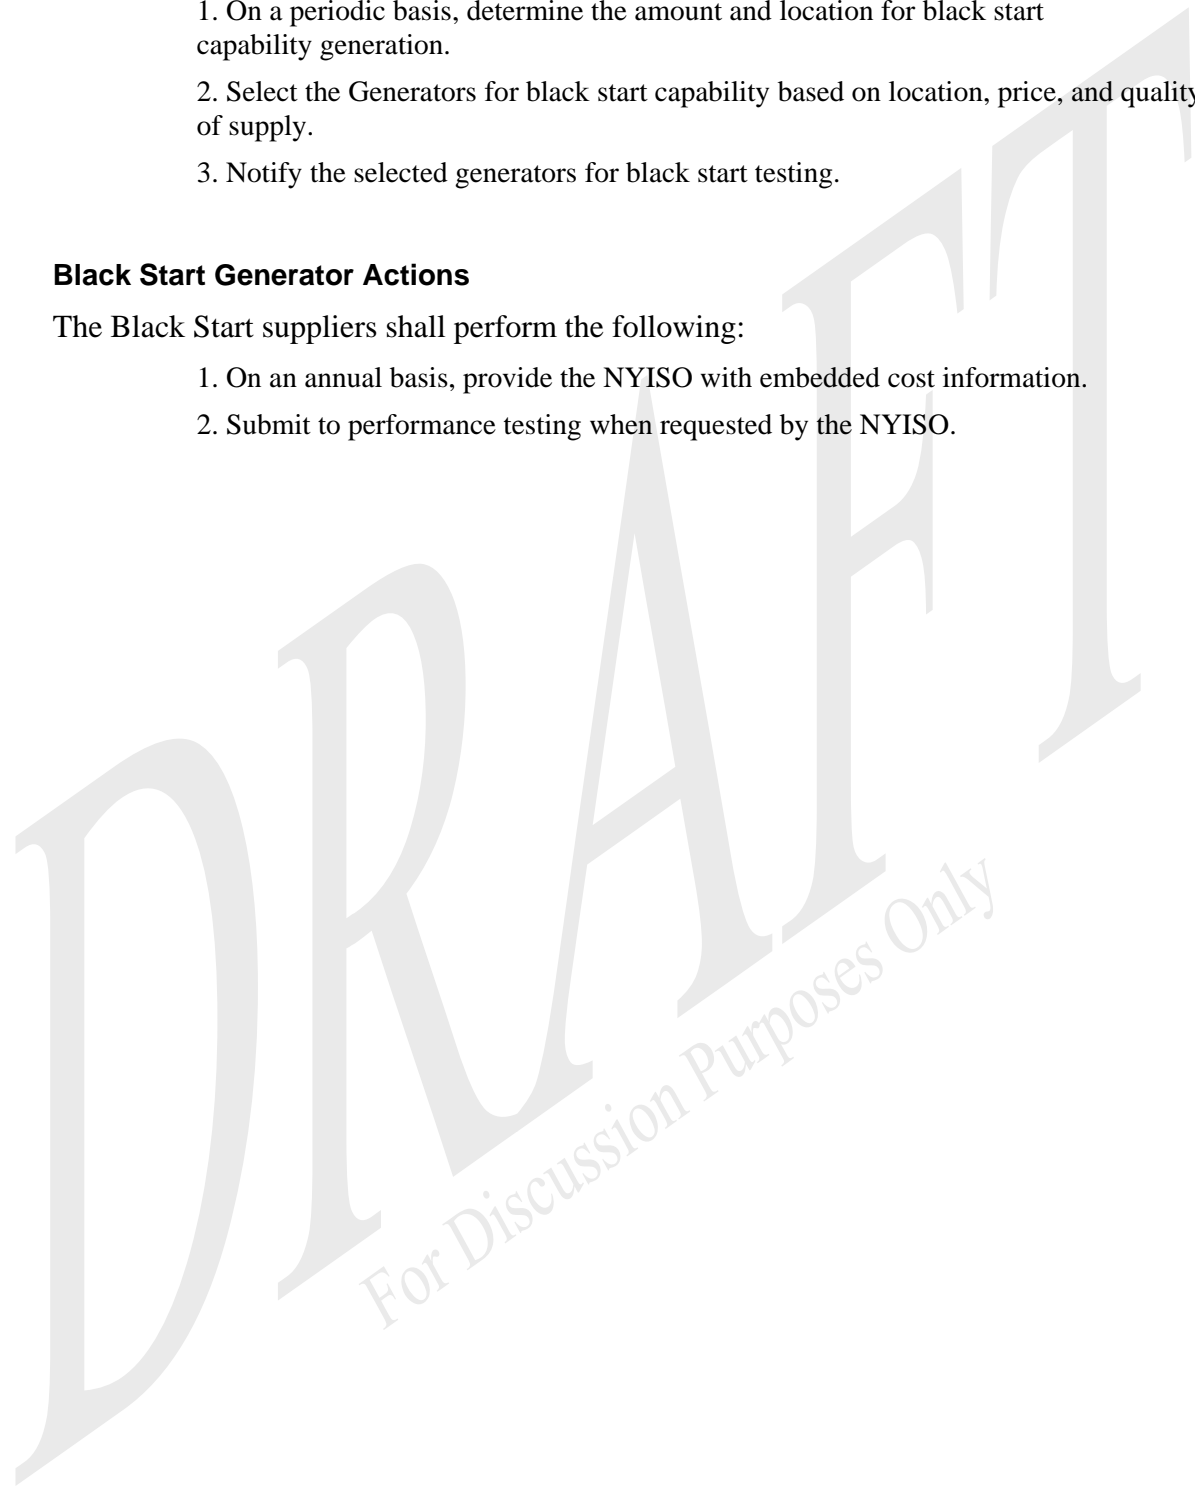 1. On a periodic basis, determine the amount and location for black start
capability generation.
2. Select the Generators for black start capability based on location, price, and quality
of supply.
3. Notify the selected generators for black start testing.
Black Start Generator Actions
The Black Start suppliers shall perform the following:
1. On an annual basis, provide the NYISO with embedded cost information.
2. Submit to performance testing when requested by the NYISO.
DRAFT
For Discussion Purposes Only